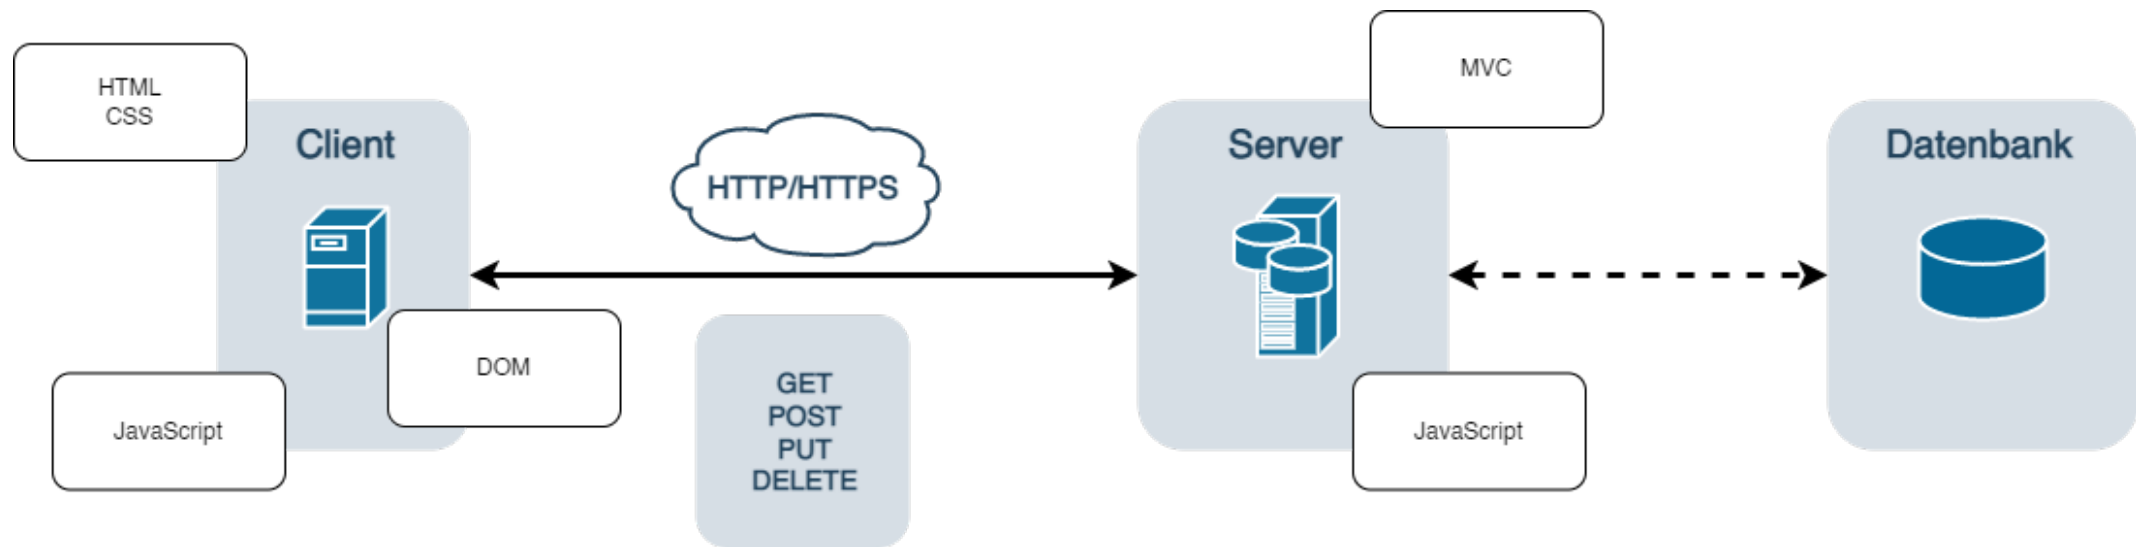 HTML
CSS
Client
JavaScript
DOM
HTTP/HTTPS
GET
POST
PUT
DELETE
MVC
Server
JavaScript
Datenbank